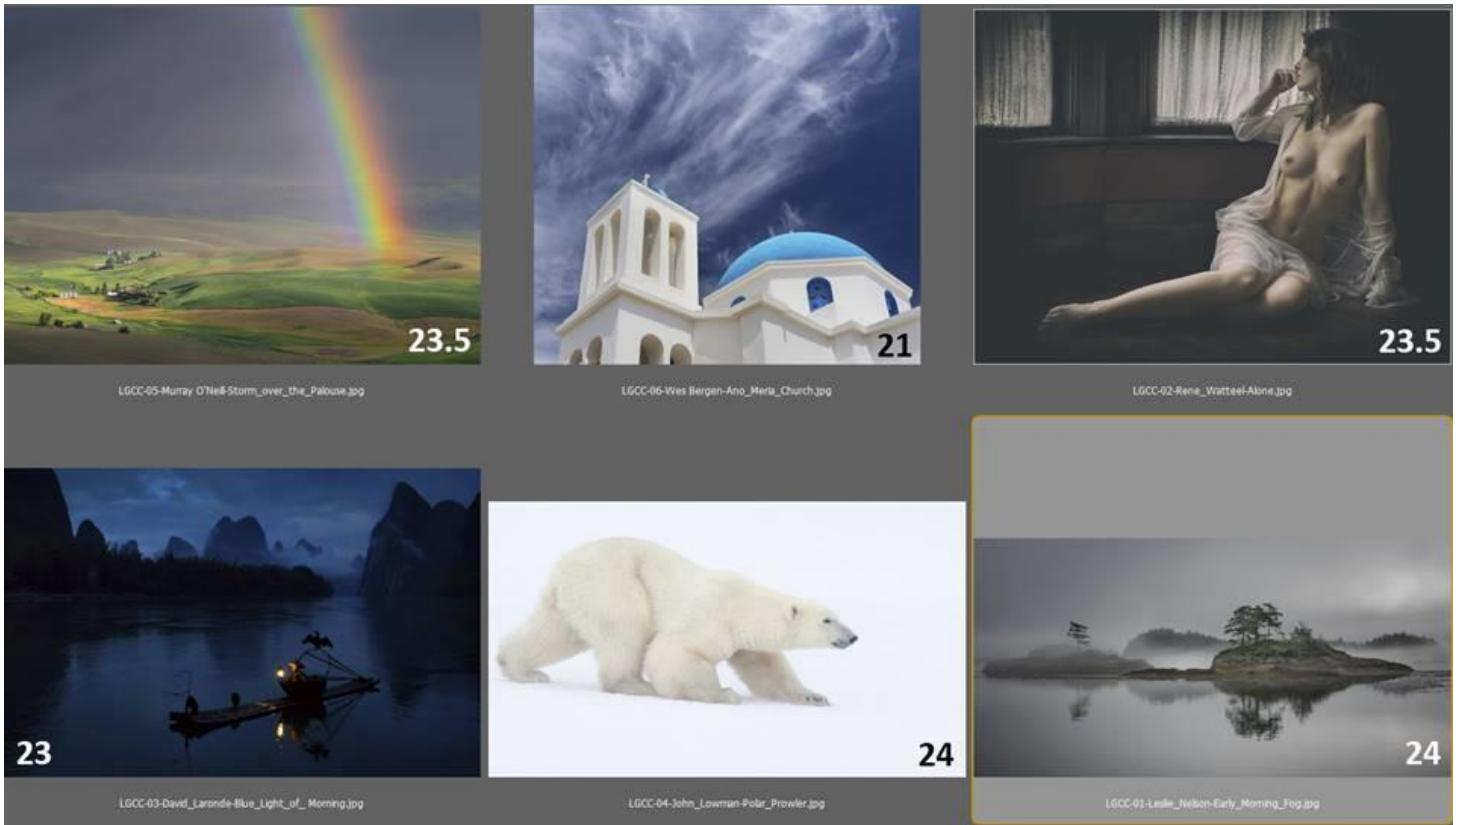 23.5
21
23.5
LGCC-05-Murray O'Neill-Storm_over_the_Palouse.jpg
LGCC-06-Wes Bergen-Ano_Meria_Church.jpg
LGCC-02-Rene_Watteel-Alone.jpg
23
24
24
LGCC-03-David_Laronde-Blue_Light_of_ Morning.jpg
LGCC-04-John_Lowman-Polar_Prowler.jpg
LGCC-01-Leslie_Nelson-Early_Morning_Fog.jpg